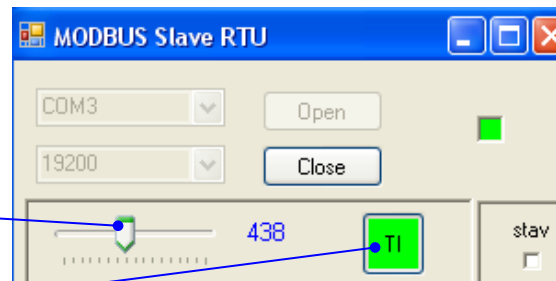 MODBUS Slave RTU
COM3
Open
19200
Close
438
TI
stav